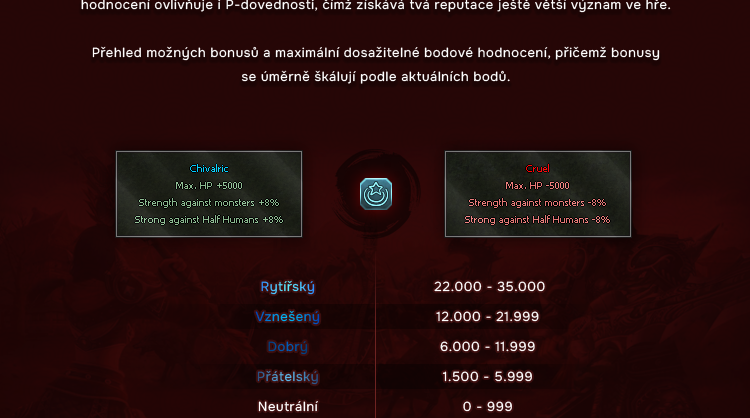 hodnocení ovlivňuje i P-dovednosti, čímž získává tvá reputace ještě větší význam ve hře.
Přehled možných bonusů a maximální dosažitelné bodové hodnocení, přičemž bonusy
se úměrně škálují podle aktuálních bodů.
Chivalric
Max. HP +5000
Strength against monsters +8%
Strong against Half Humans +8%
Cruel
Max. HP -5000
Strength against monsters -8%
Strong against Half Humans -8%
Rytířský 22.000 - 35.000
Vznešený 12.000 - 21.999
Dobrý 6.000 - 11.999
Přátelský 1.500 - 5.999
Neutrální 0 - 999